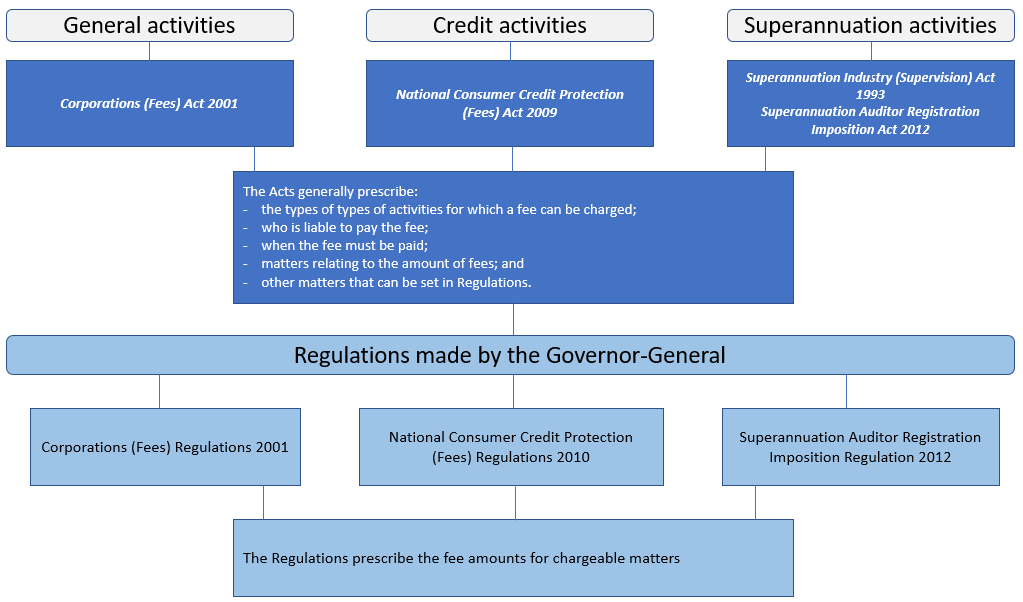 General activities
Credit activities
Superannuation activities
Corporations (Fees) Act 2001
National Consumer Credit Protection
(Fees) Act 2009
Superannuation Industry (Supervision) Act
1993
Superannuation Auditor Registration
Imposition Act 2012
The Acts generally prescribe:
- the types of types of activities for which a fee can be charged;
- who is liable to pay the fee;
- when the fee must be paid;
- matters relating to the amount of fees; and
- other matters that can be set in Regulations.
Regulations made by the Governor-General
Corporations (Fees) Regulations 2001
National Consumer Credit Protection
(Fees) Regulations 2010
Superannuation Auditor Registration
Imposition Regulation 2012
The Regulations prescribe the fee amounts for chargeable matters